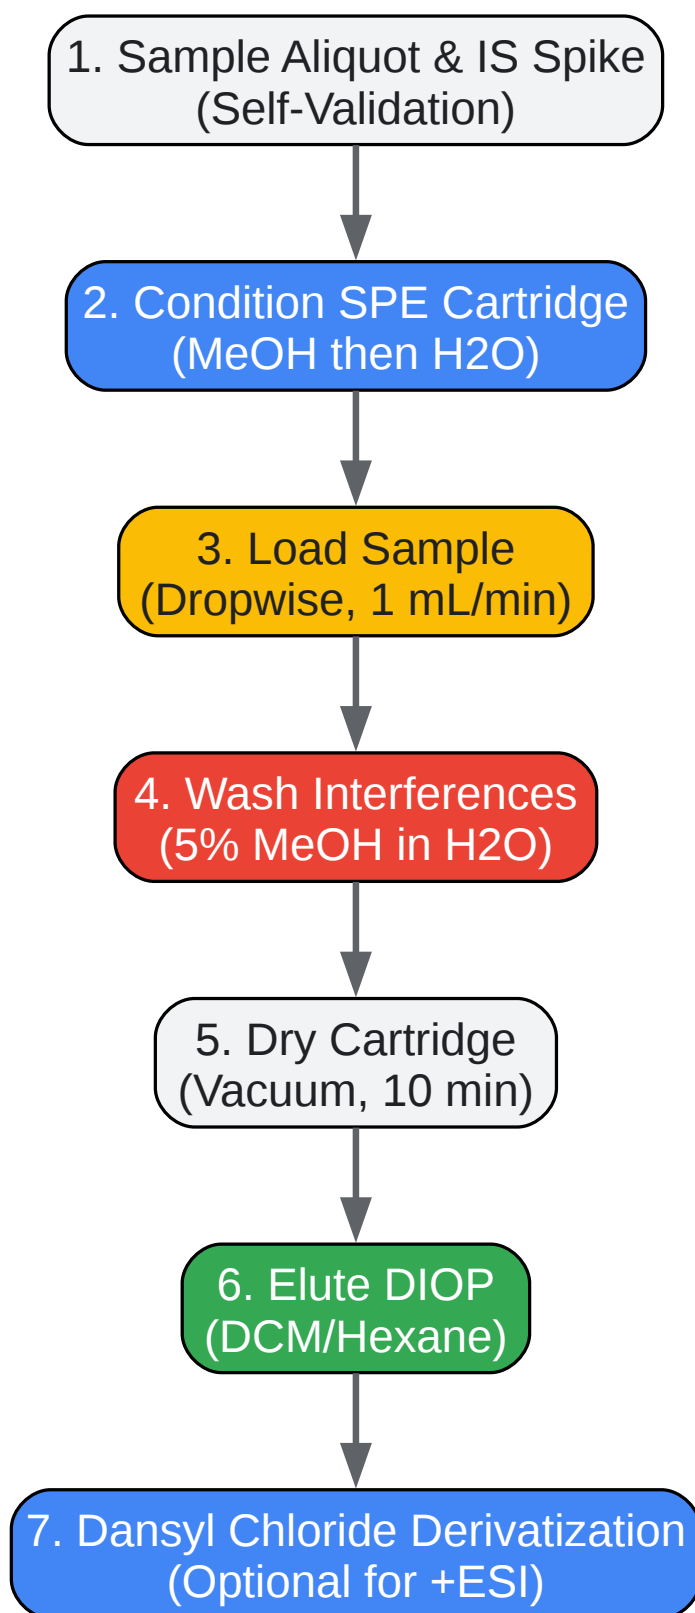 1. Sample Aliquot & IS Spike
(Self-Validation)
2. Condition SPE Cartridge
(MeOH then H2O)
3. Load Sample
(Dropwise, 1 mL/min)
4. Wash Interferences
(5% MeOH in H2O)
5. Dry Cartridge
(Vacuum, 10 min)
6. Elute DIOP
(DCM/Hexane)
7. Dansyl Chloride Derivatization
(Optional for +ESI)